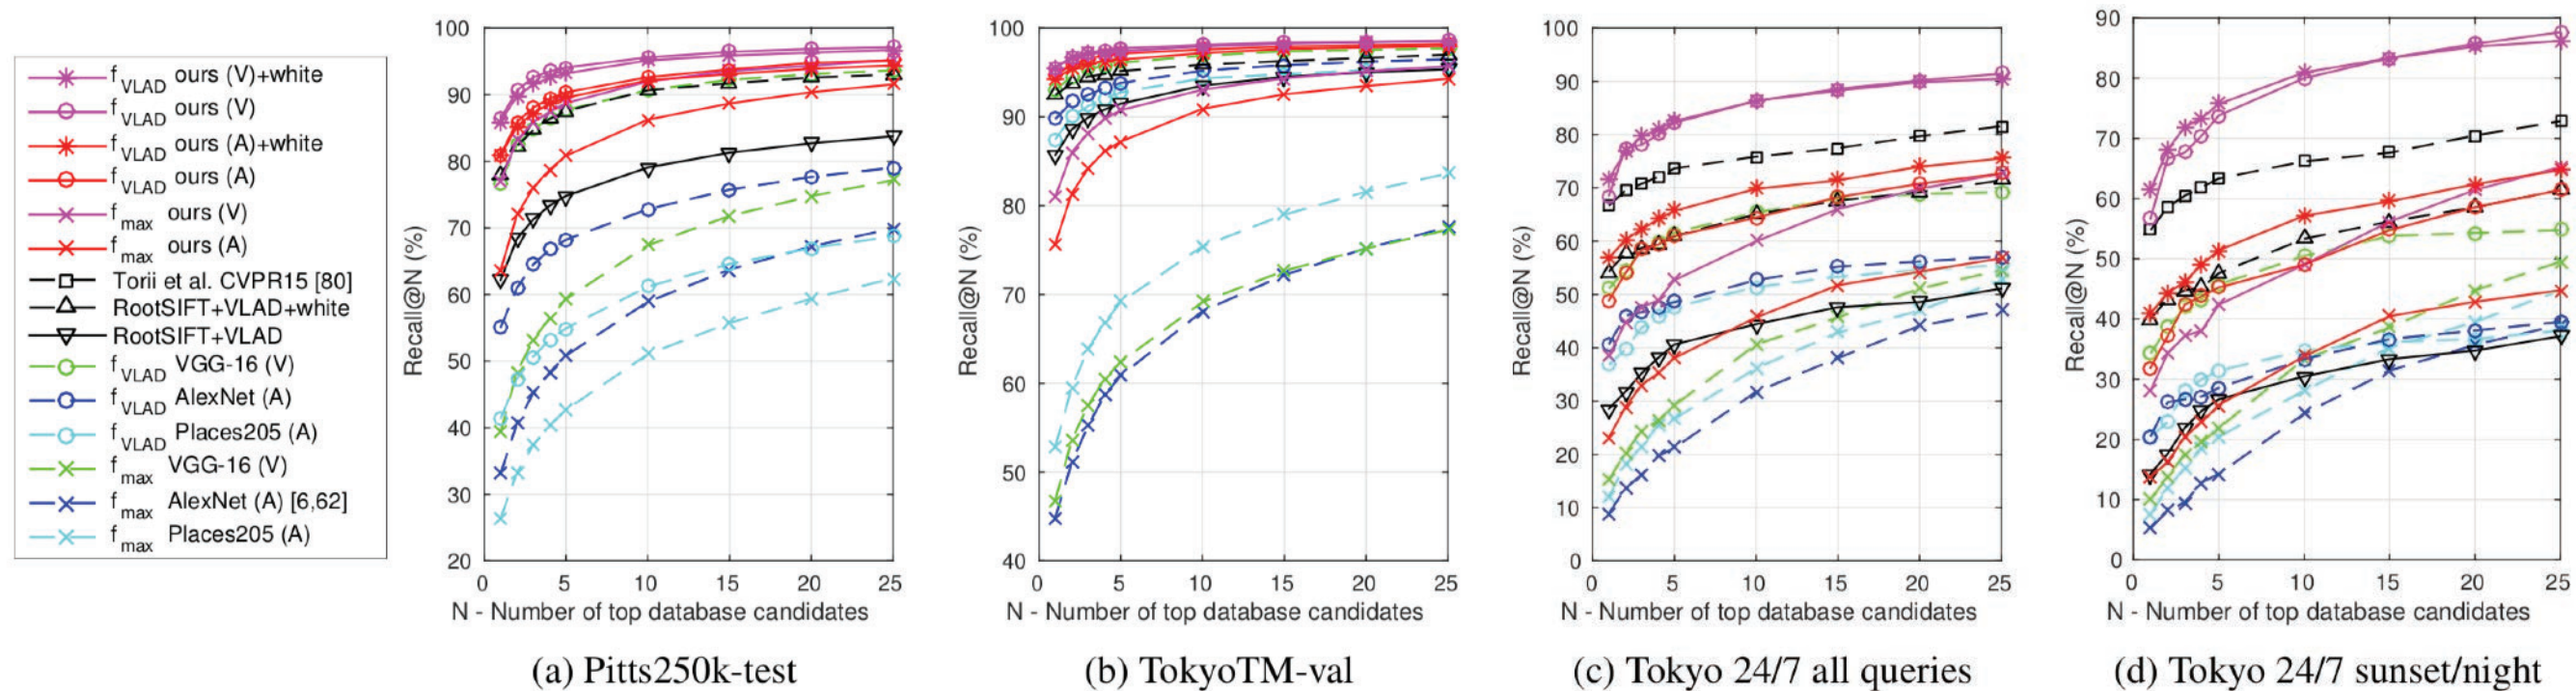 f VLAD ours (V)+white
f VLAD ours (V)
f VLAD ours (A)+white
f VLAD ours (A)
f max ours (V)
f max ours (A)
Torii et al. CVPR15 [80]
RootSIFT+VLAD+white
RootSIFT+VLAD
f VLAD VGG-16 (V)
f VLAD AlexNet (A)
f VLAD Places205 (A)
f max VGG-16 (V)
f max AlexNet (A) [6,62]
f max Places205 (A)
Recall@N (%)
100
90
80
70
60
50
40
30
20
0 5 10 15 20 25
N - Number of top database candidates
(a) Pitts250k-test
Recall@N (%)
100
90
80
70
60
50
40
0 5 10 15 20 25
N - Number of top database candidates
(b) TokyoTM-val
Recall@N (%)
100
90
80
70
60
50
40
30
20
10
0
0 5 10 15 20 25
N - Number of top database candidates
(c) Tokyo 24/7 all queries
Recall@N (%)
90
80
70
60
50
40
30
20
10
0
0 5 10 15 20 25
N - Number of top database candidates
(d) Tokyo 24/7 sunset/night